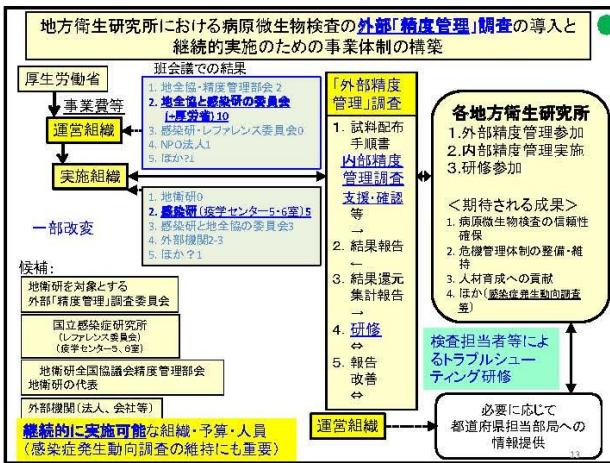 地方衛生研究所における病原微生物検査の外部「精度管理」調査の導入と
継続的実施のための事業体制の構築
厚生労働省
事業費等
運営組織
実施組織
一部改変
班会議での結果
1. 地全協・精度管理部会 2
2. 地全協と感染研の委員会
(+厚労省) 10
3. 感染研・レファレンス委員会0
4. NPO法人1
5. ほか?1
1. 地衛研0
2. 感染研(疫学センター5・6室) 5
3. 感染研と地全協の委員会3
4. 外部機関2-3
5. ほか?1
候補:
地衛研を対象とする
外部「精度管理」調査委員会
国立感染症研究所
(レファレンス委員会)
(疫学センター5、6室)
地衛研全国協議会精度管理部会
地衛研の代表
外部機関(法人、会社等)
継続的に実施可能な組織・予算・人員
(感染症発生動向調査の維持にも重要)
「外部精度
管理」調査
1. 試料配布
手順書
内部精度
管理調査
支援・確認
等
→
2. 結果報告
←
3. 結果還元
集計報告
→
4. 研修
⇔
5. 報告
改善
⇔
運営組織
各地方衛生研究所
1.外部精度管理参加
2.内部精度管理実施
3.研修参加
<期待される成果>
1. 病原微生物検査の信頼性
確保
2. 危機管理体制の整備・維
持
3. 人材育成への貢献
4. ほか(感染症発生動向調査
等)
検査担当者等によ
るトラブルシュー
ティング研修
必要に応じて
都道府県担当部局への
情報提供
13